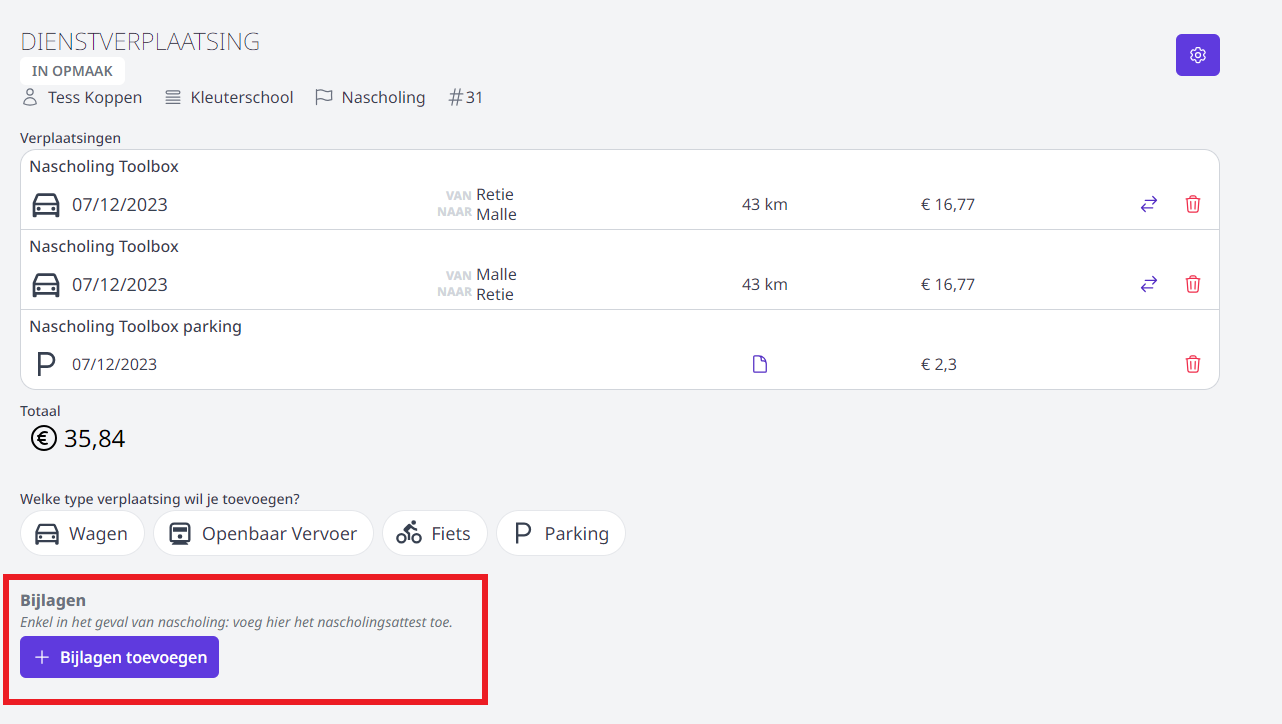 DIENSTVERPLAATSING
IN OPMAAK
Tess Koppen Kleuterschool Nascholing #31
Verplaatsingen
Nascholing Toolbox
07/12/2023 VAN Retie NAAR Malle 43 km € 16,77
Nascholing Toolbox
07/12/2023 VAN Malle NAAR Retie 43 km € 16,77
Nascholing Toolbox parking
P 07/12/2023 € 2,3
Totaal
€ 35,84
Welke type verplaatsing wil je toevoegen?
Wagen Openbaar Vervoer Fiets P Parking
Bijlagen
Enkel in het geval van nascholing: voeg hier het nascholingsattest toe.
+ Bijlagen toevoegen